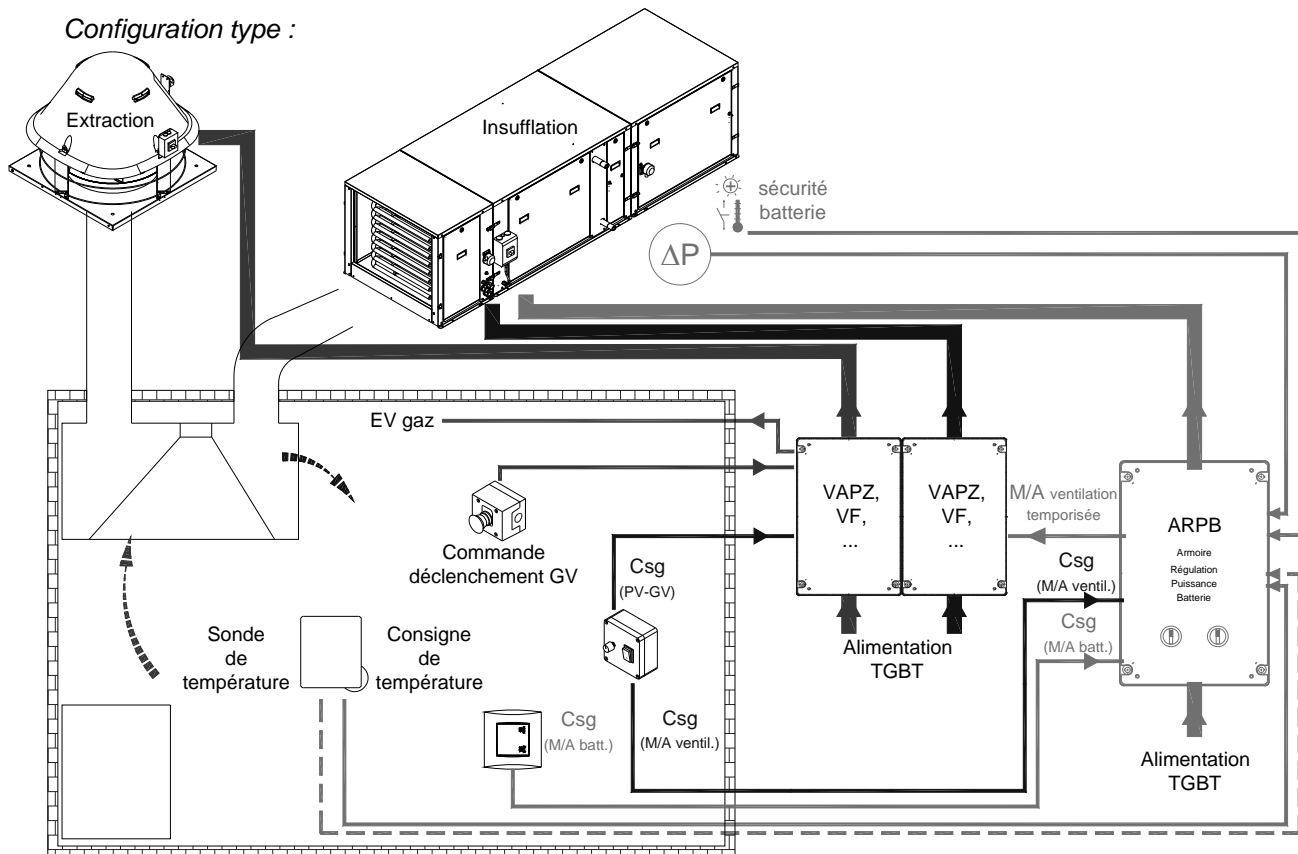 Configuration type :
Extraction
Insufflation
sécurité
batterie
ΔP
EV gaz
VAPZ,
VF,
...
VAPZ,
VF,
...
M/A ventilation
temporisée
ARPB
Armoire
Régulation
Puissance
Batterie
Commande
déclenchement GV
Csg
(PV-GV)
Csg
(M/A ventil.)
Csg
(M/A batt.)
Sonde
de
température
Consigne
de
température
Alimentation
TGBT
Csg
(M/A batt.)
Csg
(M/A ventil.)
Alimentation
TGBT